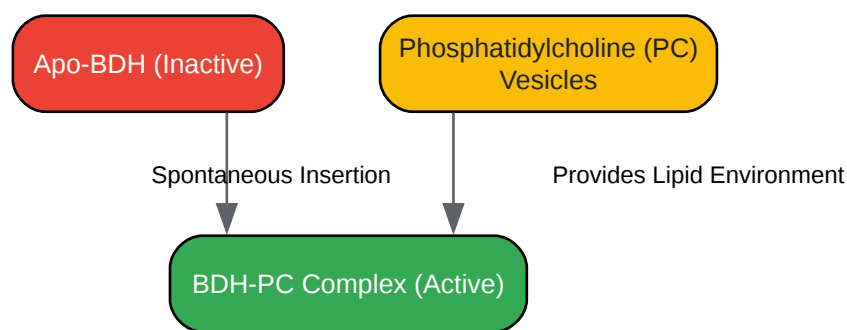 Apo-BDH (Inactive)
Phosphatidylcholine (PC)
Vesicles
Spontaneous Insertion
Provides Lipid Environment
BDH-PC Complex (Active)